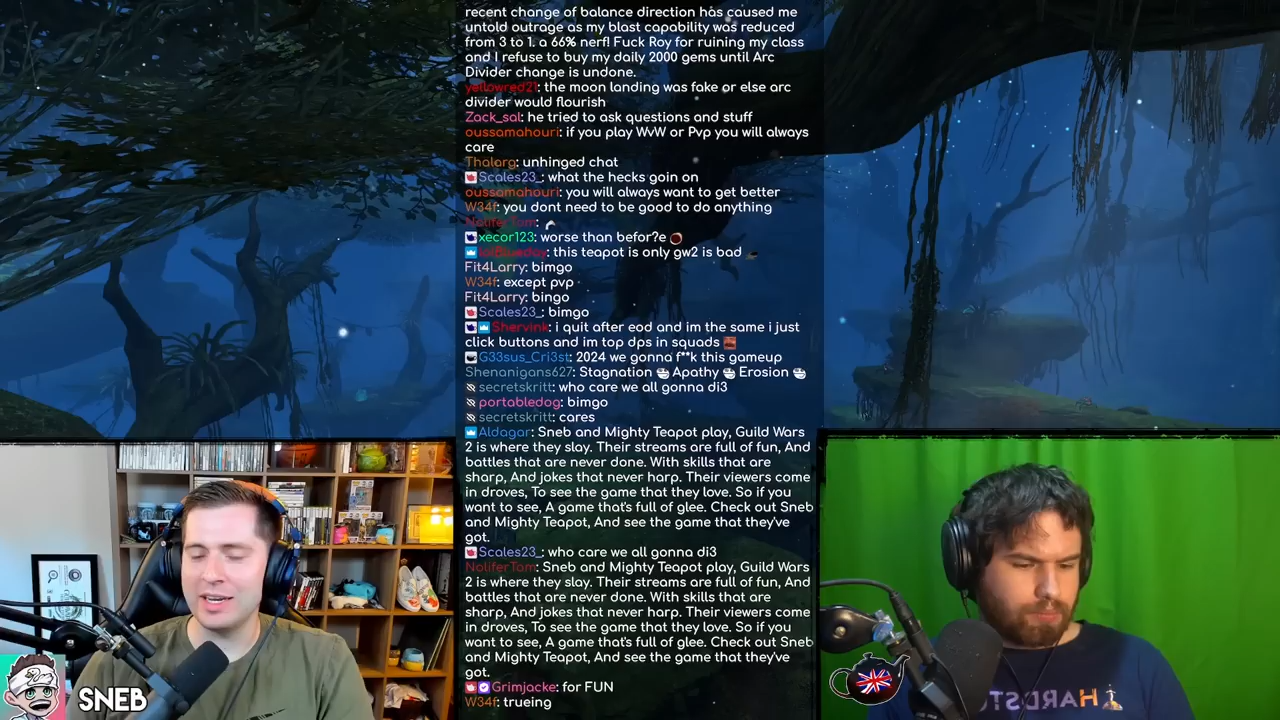 recent change of balance direction has caused me
untold outrage as my blast capability was reduced
from 3 to 1. a 66% nerf! Fuck Roy for ruining my class
and I refuse to buy my daily 2000 gems until Arc
Divider change is undone.
yellowred21: the moon landing was fake or else arc
divider would flourish
Zack_sal: he tried to ask questions and stuff
oussamahouri: if you play WvW or Pvp you will always
care
Thalarg: unhinged chat
Scales23_: what the hecks goin on
oussamahouri: you will always want to get better
W34f: you dont need to be good to do anything
NoliferTom:
xecor123: worse than befor?e
: this teapot is only gw2 is bad
Fit4Larry: bimgo
W34f: except pvp
Fit4Larry: bingo
Scales23_: bimgo
Shervink: i quit after eod and im the same i just
click buttons and im top dps in squads
G33sus_Cri3st: 2024 we gonna f**k this gameup
Shenanigans627: Stagnation Apathy Erosion
secretskritt: who care we all gonna di3
portabledog: bimgo
secretskritt: cares
Aldagar: Sneb and Mighty Teapot play, Guild Wars
2 is where they slay. Their streams are full of fun, And
battles that are never done. With skills that are
sharp, And jokes that never harp. Their viewers come
in droves, To see the game that they love. So if you
want to see, A game that's full of glee. Check out Sneb
and Mighty Teapot, And see the game that they've
got.
Scales23_: who care we all gonna di3
NoliferTom: Sneb and Mighty Teapot play, Guild Wars
2 is where they slay. Their streams are full of fun, And
battles that are never done. With skills that are
sharp, And jokes that never harp. Their viewers come
in droves, To see the game that they love. So if you
want to see, A game that's full of glee. Check out Sneb
and Mighty Teapot, And see the game that they've
got.
Grimjacke: for FUN
W34f: trueing
SNEB